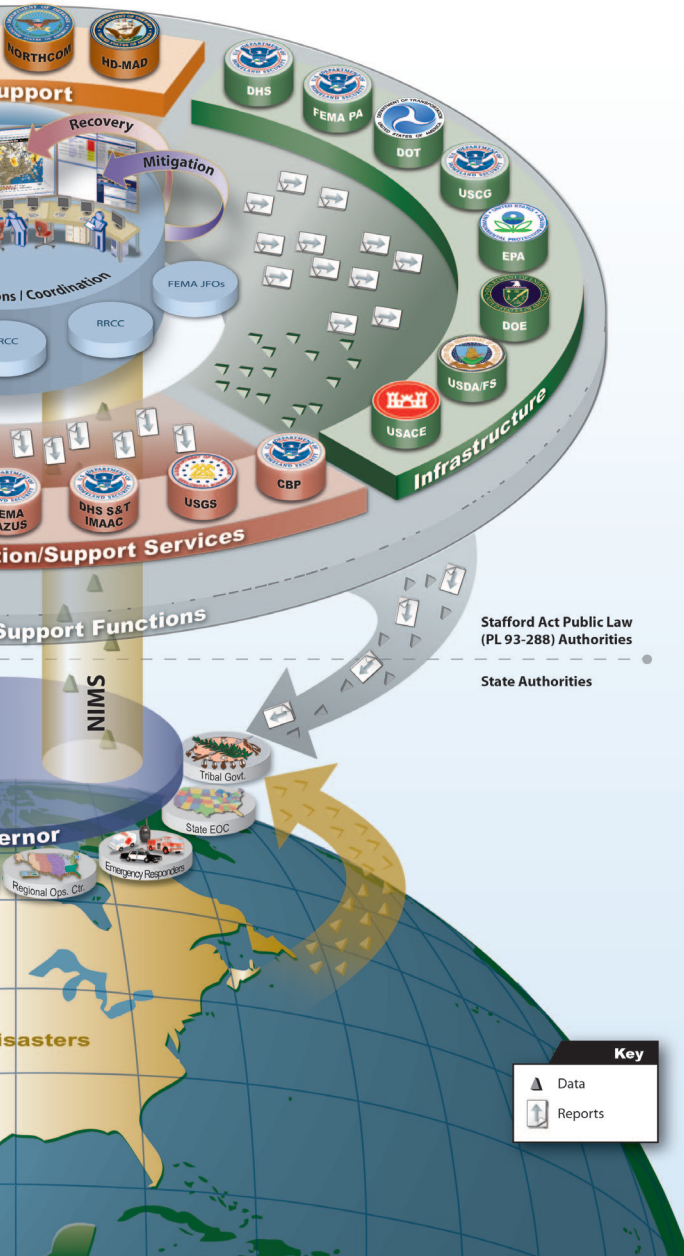 NORTHCOM
HD-MAD
upport
DHS
FEMA PA
DOT
USCG
EPA
DOE
USDA/FS
USACE
Infrastructure
Recovery
Mitigation
ns / Coordination
FEMA JFOs
RRCC
RCC
EMA
AZUS
DHS S&T
IMAAC
USGS
CBP
ion/Support Services
Support Functions
Stafford Act Public Law
(PL 93-288) Authorities
State Authorities
NIMS
Tribal Govt.
State EOC
ernor
Emergency Responders
Regional Ops. Ctr.
isasters
Key
Data
Reports